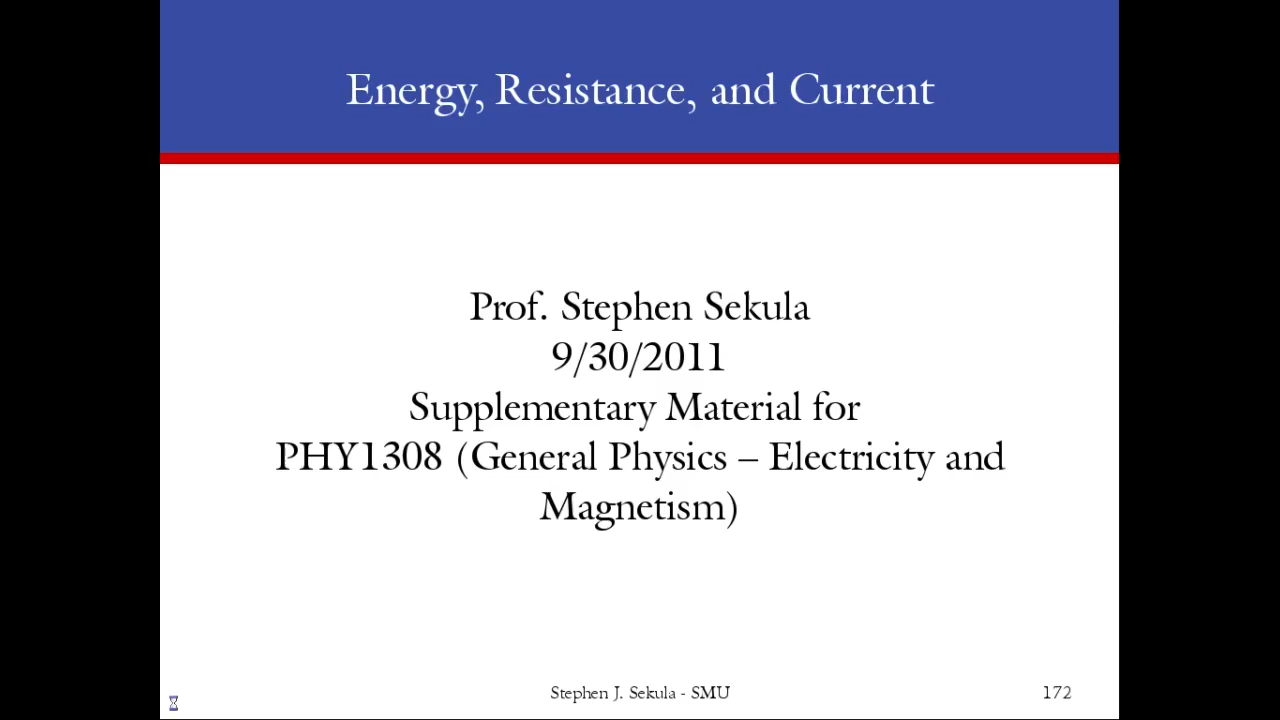 Energy, Resistance, and Current
Prof. Stephen Sekula
9/30/2011
Supplementary Material for
PHY1308 (General Physics – Electricity and
Magnetism)
Stephen J. Sekula - SMU
172